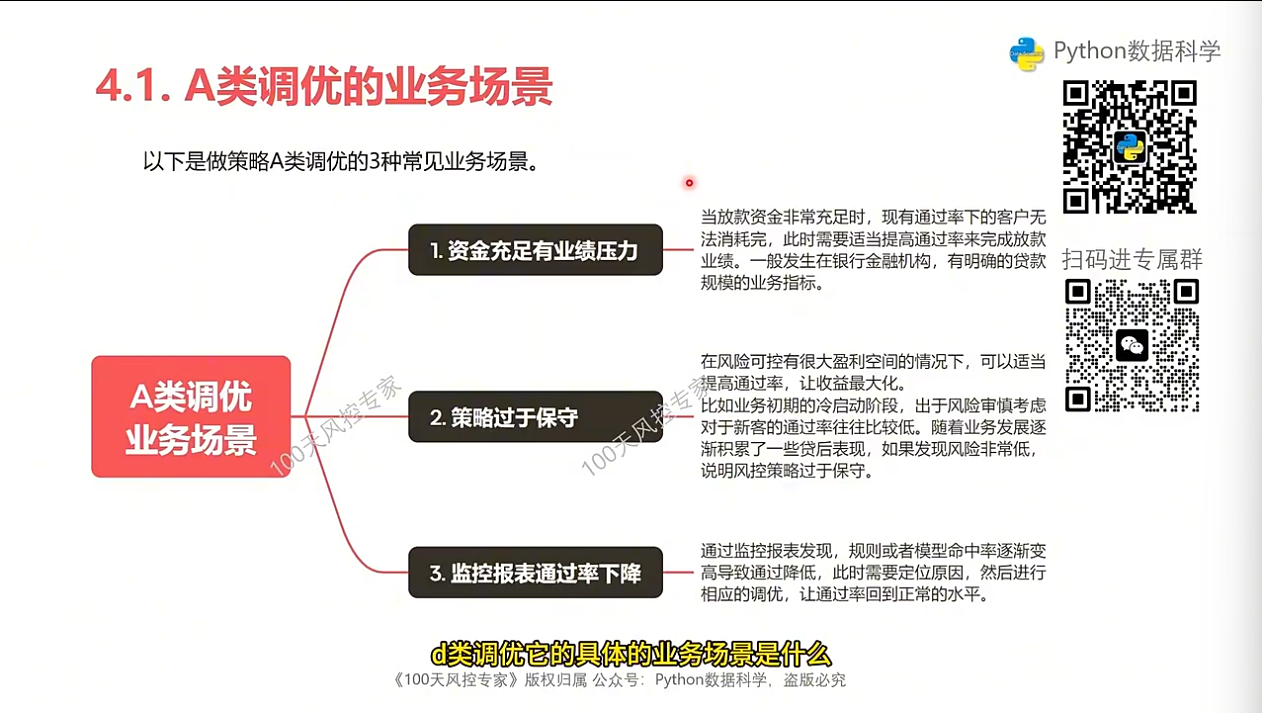 Python数据科学
4.1. A类调优的业务场景
以下是做策略A类调优的3种常见业务场景。
扫码进专属群
A类调优
业务场景
1. 资金充足有业绩压力
当放款资金非常充足时，现有通过率下的客户无
法消耗完，此时需要适当提高通过率来完成放款
业绩。一般发生在银行金融机构，有明确的贷款
规模的业务指标。
2. 策略过于保守
在风险可控有很大盈利空间的情况下，可以适当
提高通过率，让收益最大化。
比如业务初期的冷启动阶段，出于风险审慎考虑
对于新客的通过率往往比较低。随着业务发展逐
渐积累了一些贷后表现，如果发现风险非常低，
说明风控策略过于保守。
3. 监控报表通过率下降
通过监控报表发现，规则或者模型命中率逐渐变
高导致通过降低，此时需要定位原因，然后进行
相应的调优，让通过率回到正常的水平。
100天风控专家
100天风控专家
d类调优它的具体的业务场景是什么
《100天风控专家》版权归属 公众号：Python数据科学，盗版必究